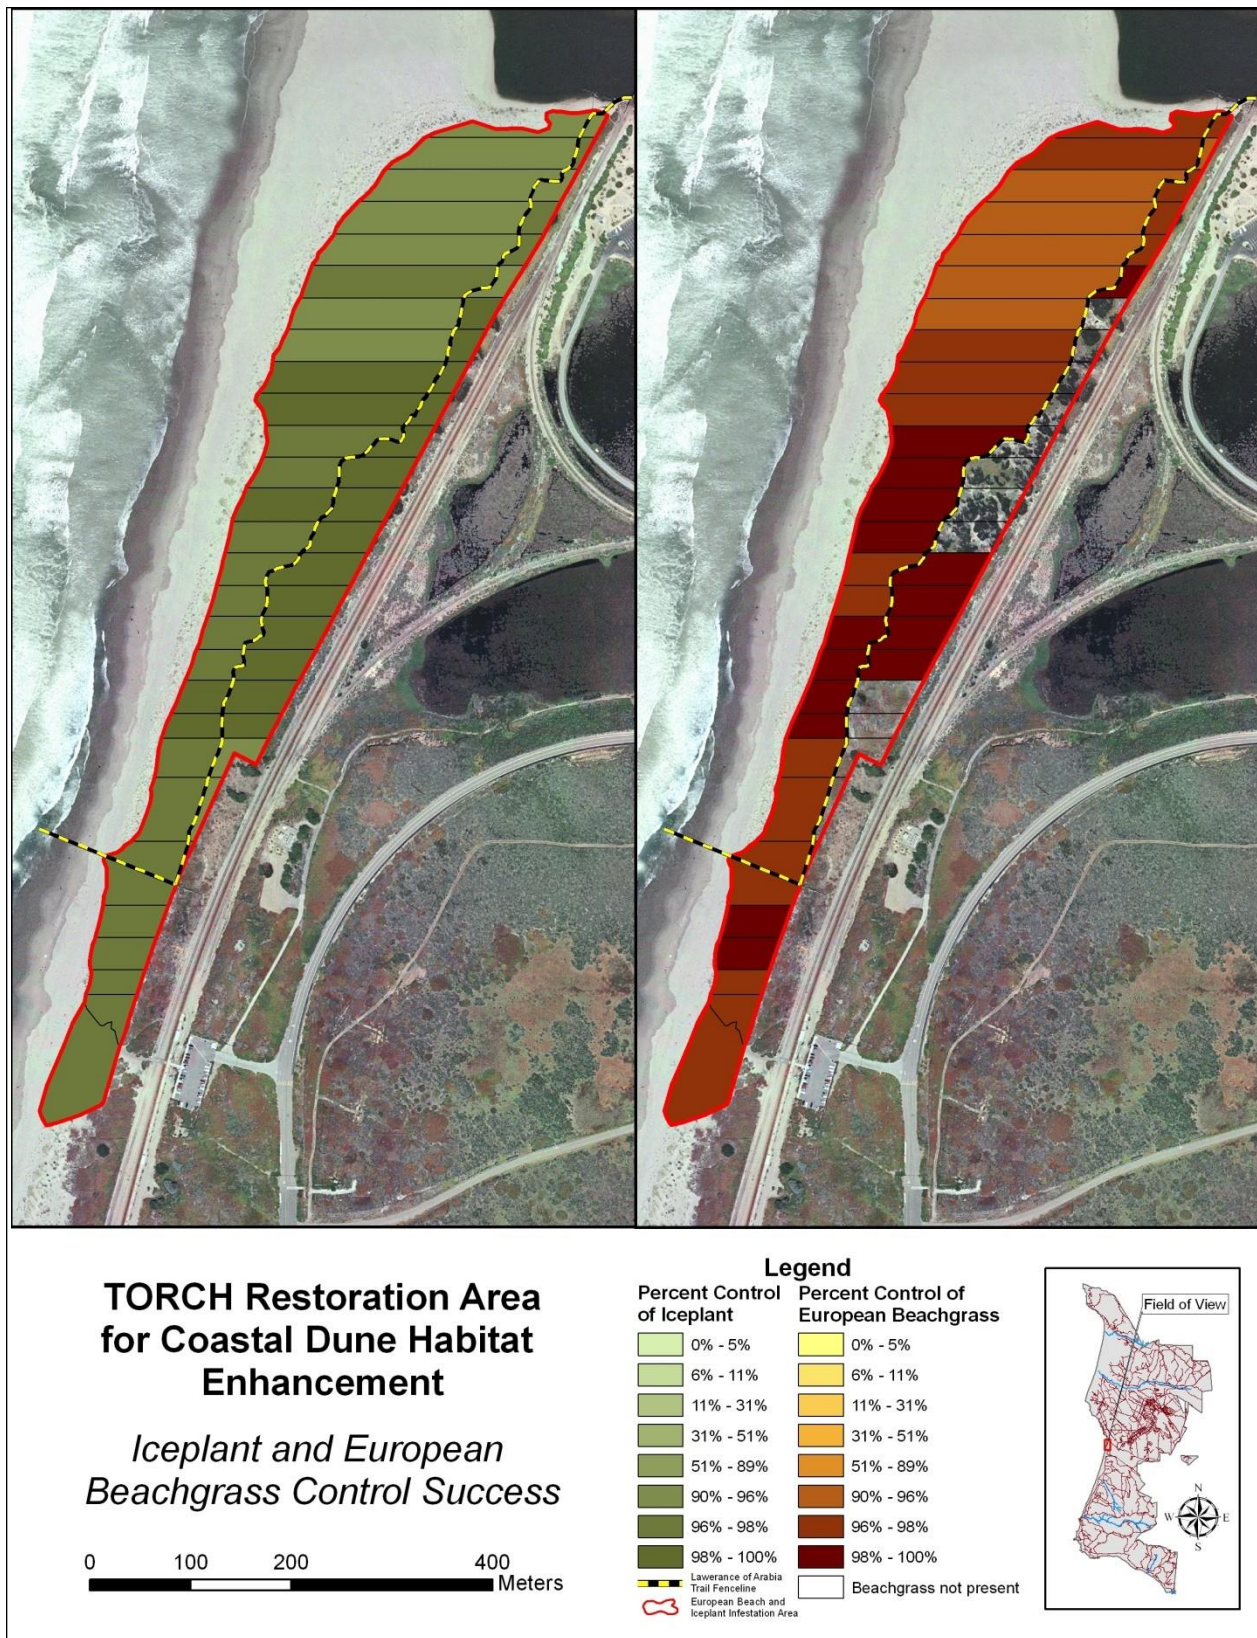 TORCH Restoration Area
for Coastal Dune Habitat
Enhancement
Iceplant and European
Beachgrass Control Success
0 100 200 400
Meters
Legend
Percent Control
of Iceplant
0% - 5%
6% - 11%
11% - 31%
31% - 51%
51% - 89%
90% - 96%
96% - 98%
98% - 100%
Lawerance of Arabia
Trail Fenceline
European Beach and
Iceplant Infestation Area
Percent Control of
European Beachgrass
0% - 5%
6% - 11%
11% - 31%
31% - 51%
51% - 89%
90% - 96%
96% - 98%
98% - 100%
Beachgrass not present
Field of View
N
W E
S